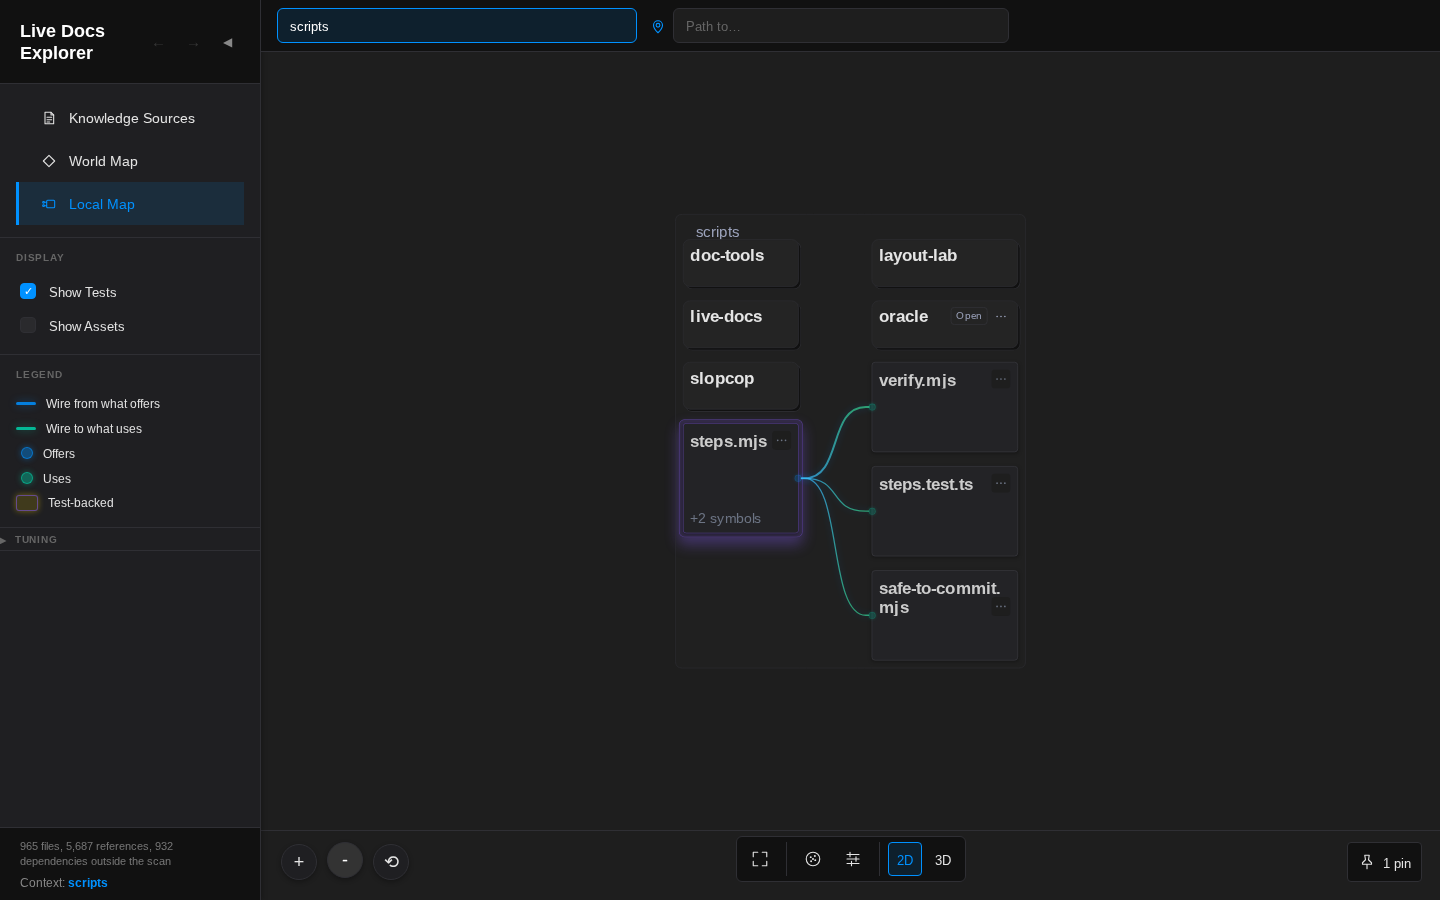 Live Docs
Explorer
scripts
Path to...
Knowledge Sources
World Map
Local Map
DISPLAY
Show Tests
Show Assets
LEGEND
Wire from what offers
Wire to what uses
Offers
Uses
Test-backed
TUNING
scripts
doc-tools
layout-lab
live-docs
oracle
Open
slopcop
verify.mjs
steps.mjs
+2 symbols
steps.test.ts
safe-to-commit.
mjs
965 files, 5,687 references, 932
dependencies outside the scan
Context: scripts
2D
3D
1 pin